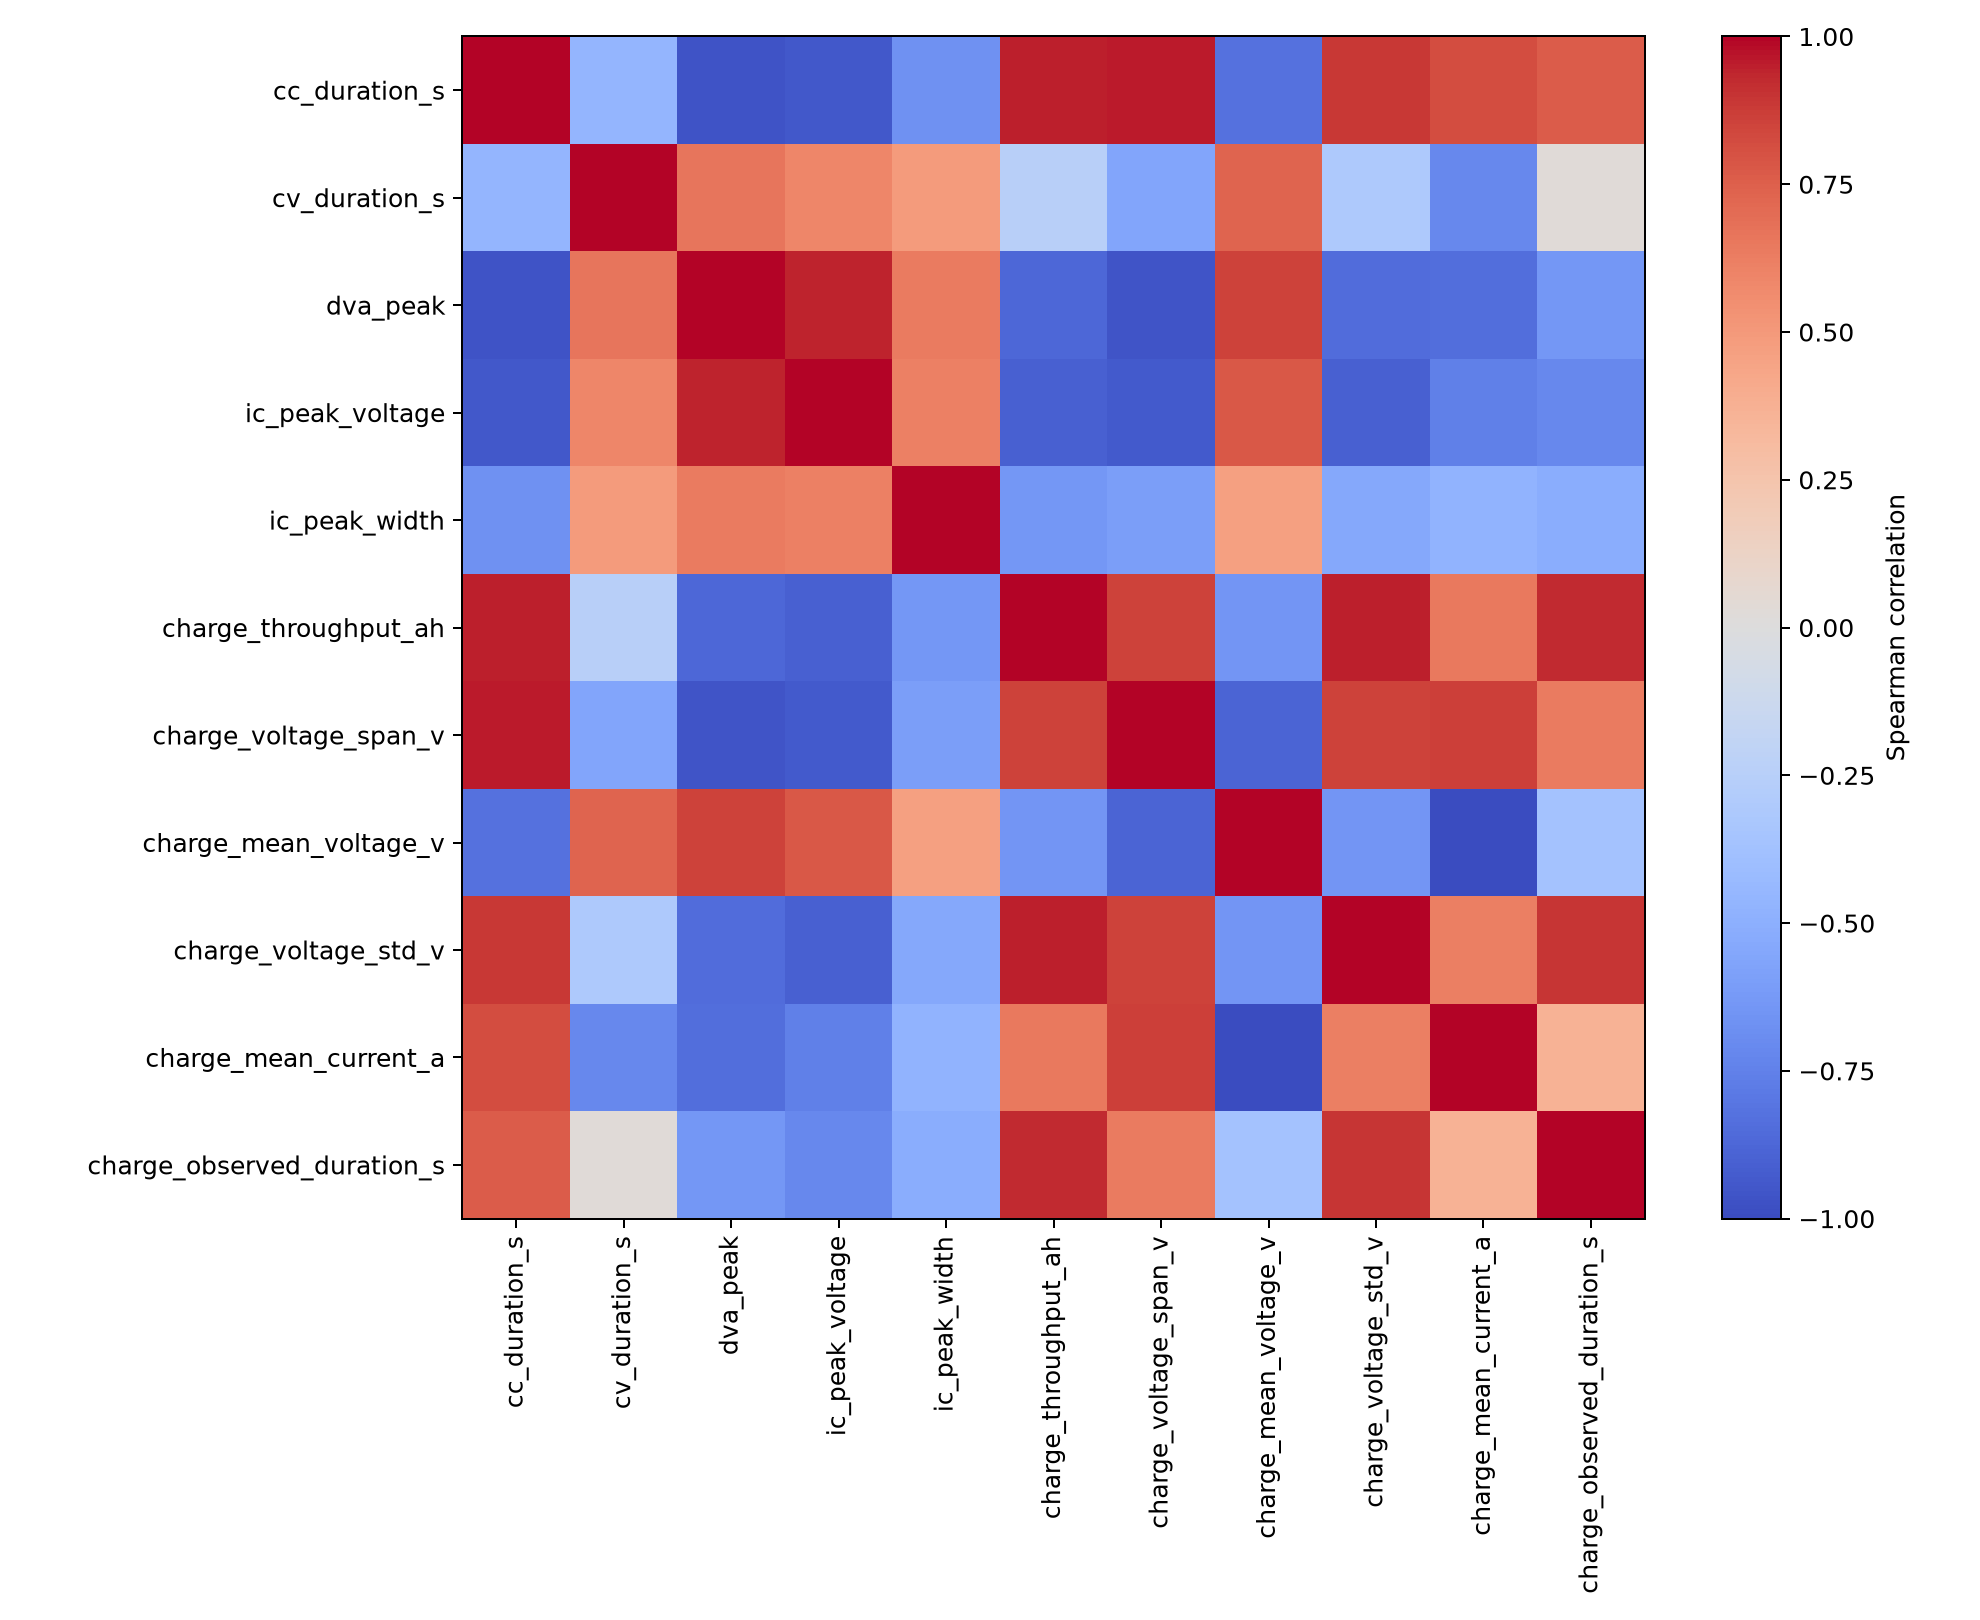 cc_duration_s
cv_duration_s
dva_peak
ic_peak_voltage
ic_peak_width
charge_throughput_ah
charge_voltage_span_v
charge_mean_voltage_v
charge_voltage_std_v
charge_mean_current_a
charge_observed_duration_s
cc_duration_s
cv_duration_s
dva_peak
ic_peak_voltage
ic_peak_width
charge_throughput_ah
charge_voltage_span_v
charge_mean_voltage_v
charge_voltage_std_v
charge_mean_current_a
charge_observed_duration_s
1.00
0.75
0.50
0.25
0.00
−0.25
−0.50
−0.75
−1.00
Spearman correlation